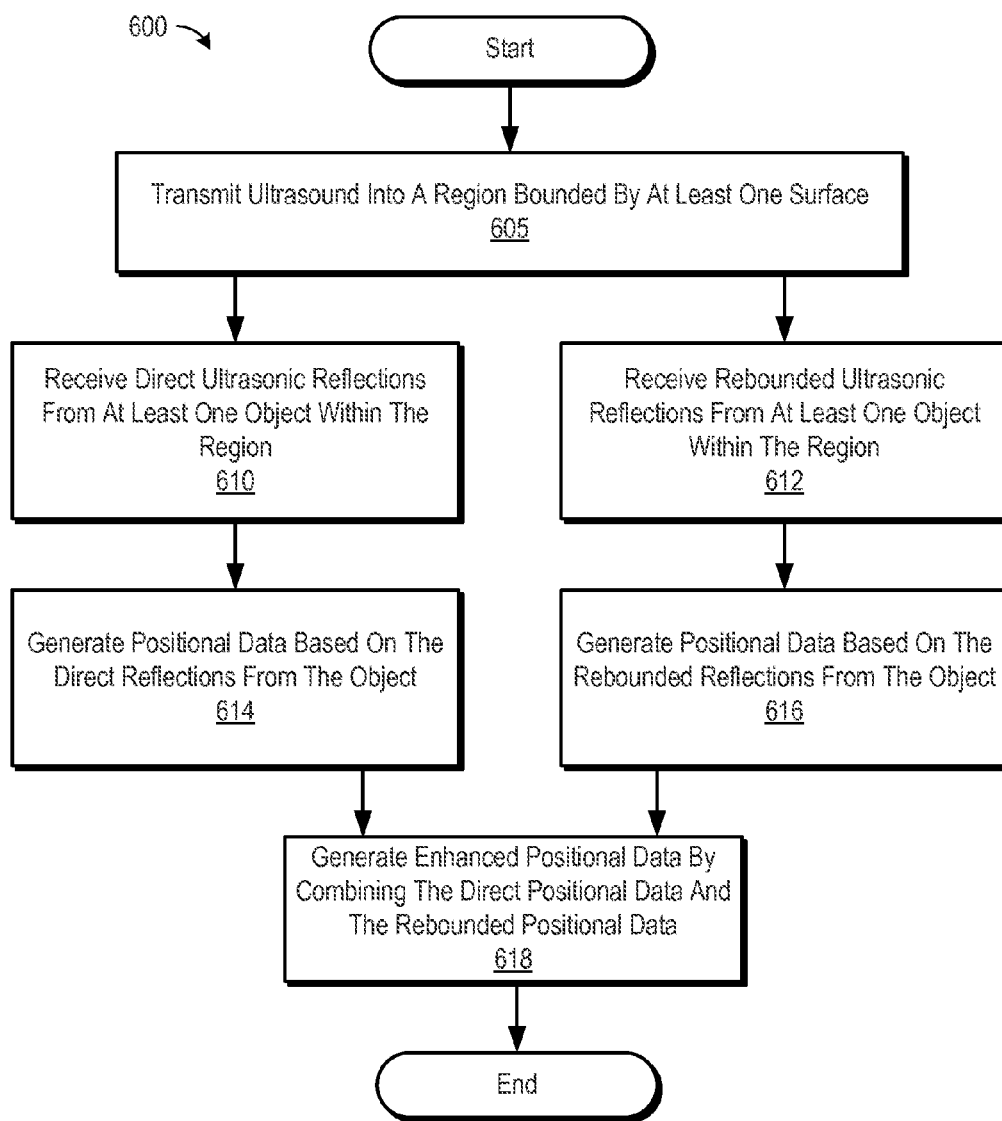 600
Start
Transmit Ultrasound Into A Region Bounded By At Least One Surface
605
Receive Direct Ultrasonic Reflections
From At Least One Object Within The
Region
610
Receive Rebounded Ultrasonic
Reflections From At Least One Object
Within The Region
612
Generate Positional Data Based On The
Direct Reflections From The Object
614
Generate Positional Data Based On The
Rebounded Reflections From The Object
616
Generate Enhanced Positional Data By
Combining The Direct Positional Data And
The Rebounded Positional Data
618
End